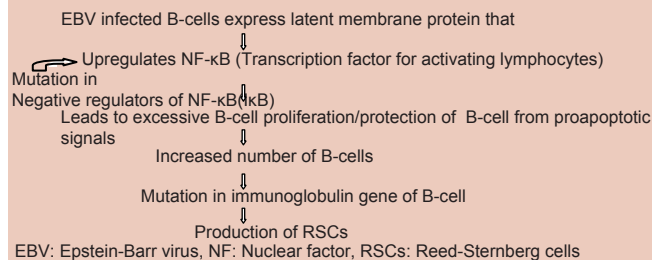 EBV infected B-cells express latent membrane protein that
Upregulates NF-κB (Transcription factor for activating lymphocytes)
Mutation in
Negative regulators of NF-κB(IκB)
Leads to excessive B-cell proliferation/protection of B-cell from proapoptotic
signals
Increased number of B-cells
Mutation in immunoglobulin gene of B-cell
Production of RSCs
EBV: Epstein-Barr virus, NF: Nuclear factor, RSCs: Reed-Sternberg cells